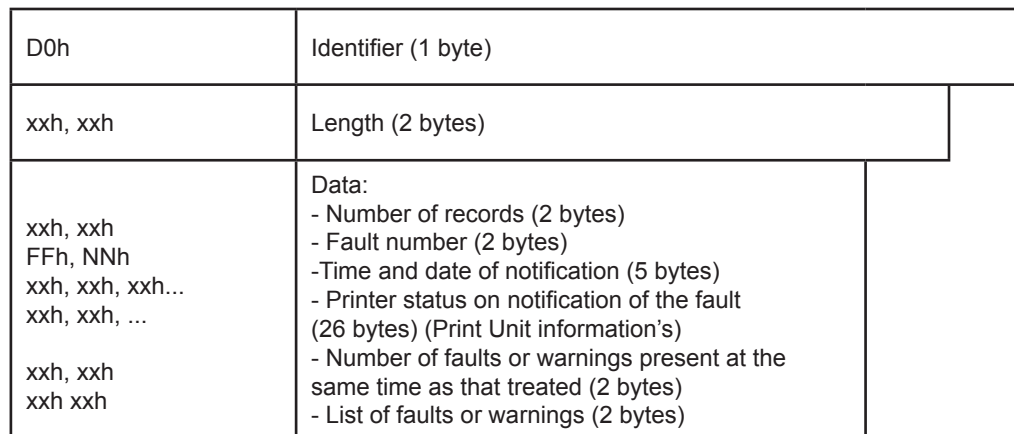 D0h
Identifier (1 byte)
xxh, xxh
Length (2 bytes)
xxh, xxh
FFh, NNh
xxh, xxh, xxh...
xxh, xxh, ...
xxh, xxh
xxh xxh
Data:
- Number of records (2 bytes)
- Fault number (2 bytes)
-Time and date of notification (5 bytes)
- Printer status on notification of the fault
(26 bytes) (Print Unit information’s)
- Number of faults or warnings present at the
same time as that treated (2 bytes)
- List of faults or warnings (2 bytes)